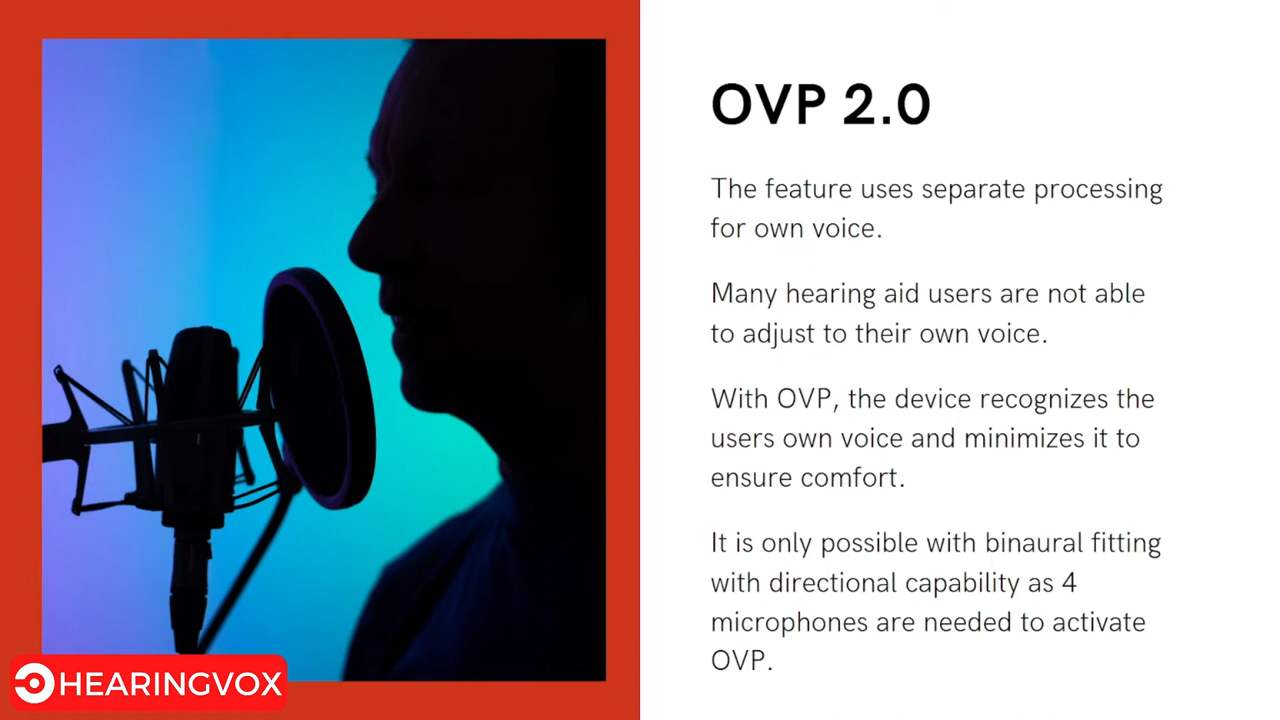 OVP 2.0
The feature uses separate processing
for own voice.
Many hearing aid users are not able
to adjust to their own voice.
With OVP, the device recognizes the
users own voice and minimizes it to
ensure comfort.
It is only possible with binaural fitting
with directional capability as 4
microphones are needed to activate
OVP.
HEARINGVOX